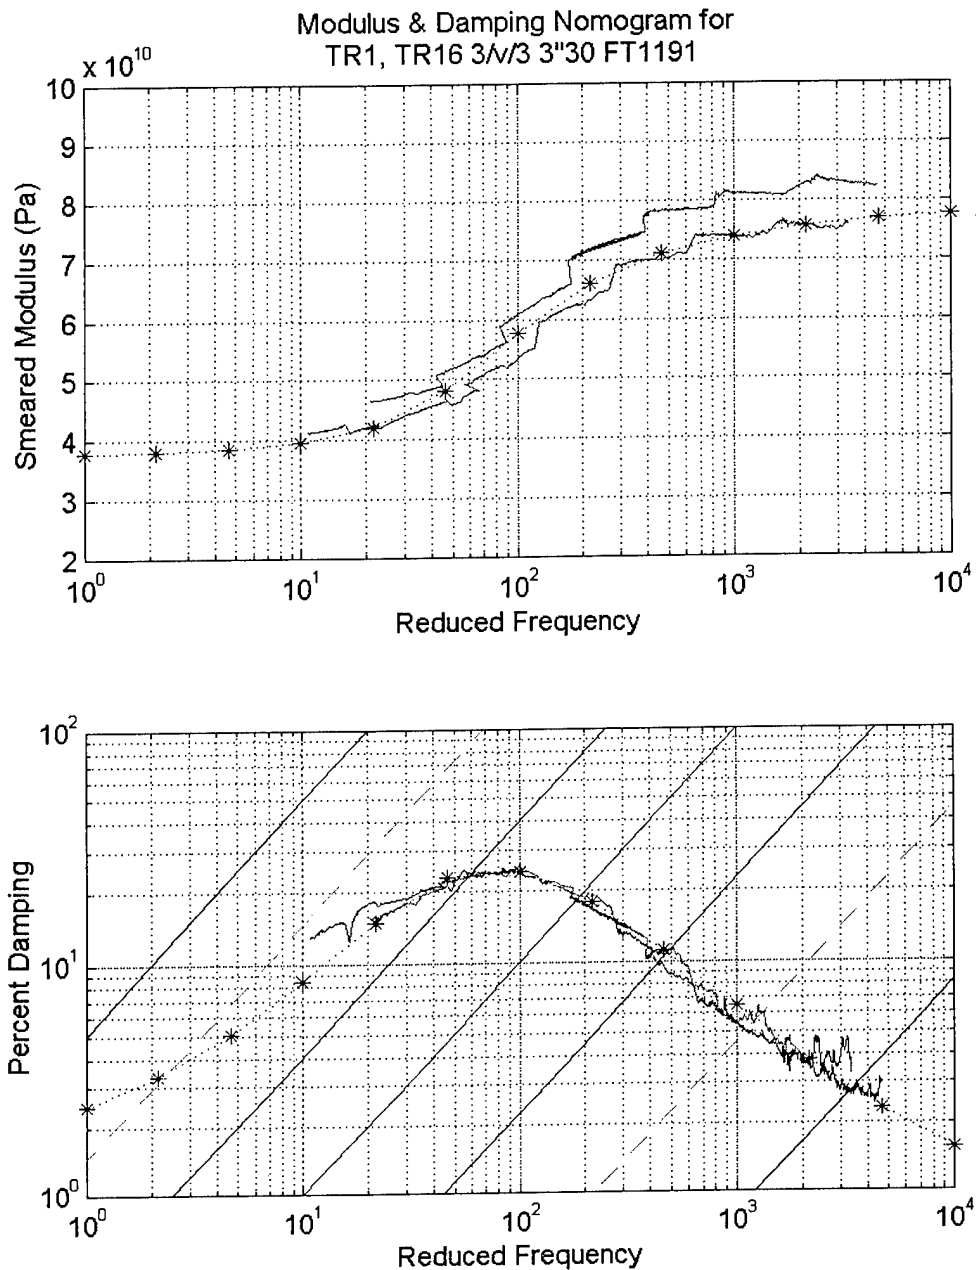 Modulus & Damping Nomogram for
TR1, TR16 3/v/3 3"30 FT1191
x 10^10
10
9
8
7
6
5
4
3
2
Smeared Modulus (Pa)
10^0 10^1 10^2 10^3 10^4
Reduced Frequency
10^2
10^1
10^0
Percent Damping
10^0 10^1 10^2 10^3 10^4
Reduced Frequency